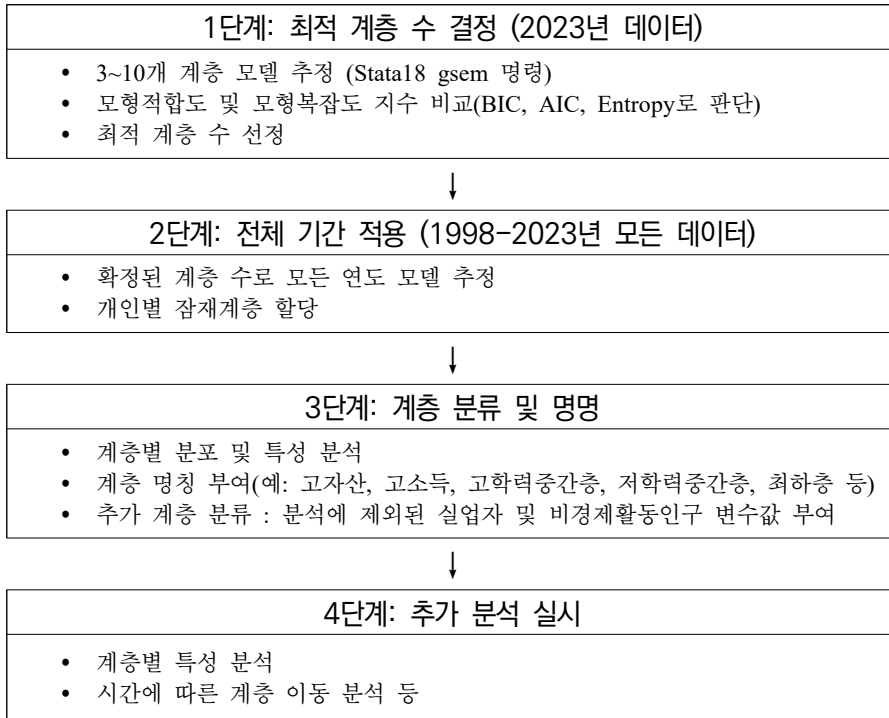 1단계: 최적 계층 수 결정 (2023년 데이터)
• 3~10개 계층 모델 추정 (Stata18 gsem 명령)
• 모형적합도 및 모형복잡도 지수 비교(BIC, AIC, Entropy로 판단)
• 최적 계층 수 선정
↓
2단계: 전체 기간 적용 (1998-2023년 모든 데이터)
• 확정된 계층 수로 모든 연도 모델 추정
• 개인별 잠재계층 할당
↓
3단계: 계층 분류 및 명명
• 계층별 분포 및 특성 분석
• 계층 명칭 부여(예: 고자산, 고소득, 고학력중간층, 저학력중간층, 최하층 등)
• 추가 계층 분류 : 분석에 제외된 실업자 및 비경제활동인구 변수값 부여
↓
4단계: 추가 분석 실시
• 계층별 특성 분석
• 시간에 따른 계층 이동 분석 등